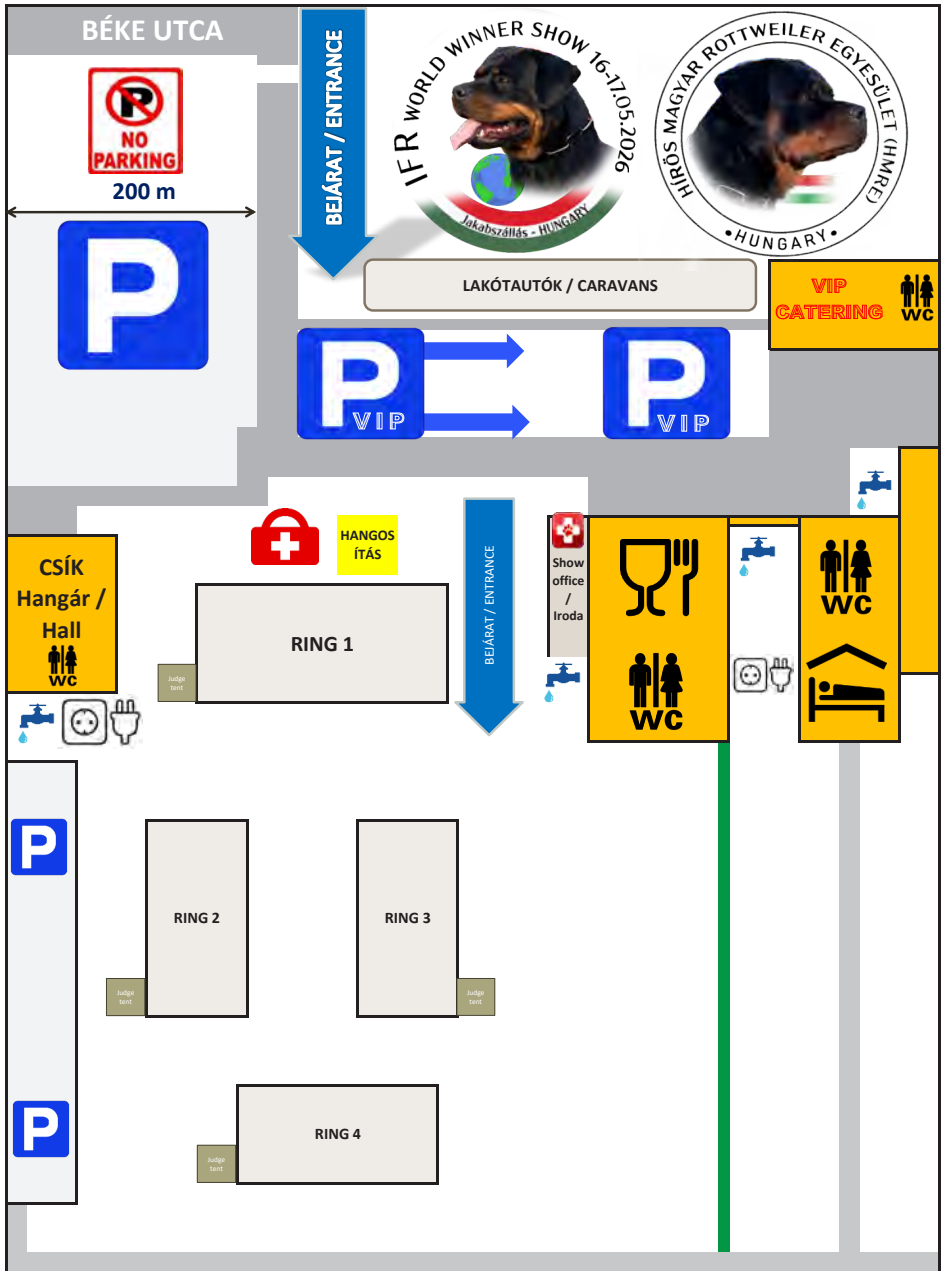 BÉKE UTCA
NO
PARKING
200 m
P
BEJÁRAT / ENTRANCE
IFR WORLD WINNER SHOW 16-17.05.2026
Jakabszállás - HUNGARY
HÍRÖS MAGYAR ROTTWEILER EGYESÜLET (HMRE)
• HUNGARY •
LAKÓTAUTÓK / CARAVANS
VIP
CATERING
WC
P
VIP
P
VIP
CSÍK
Hangár /
Hall
WC
HANGOS
ÍTÁS
BEJÁRAT / ENTRANCE
Show
office
/
Iroda
WC
WC
RING 1
Judge
tent
P
RING 2
Judge
tent
RING 3
Judge
tent
P
RING 4
Judge
tent